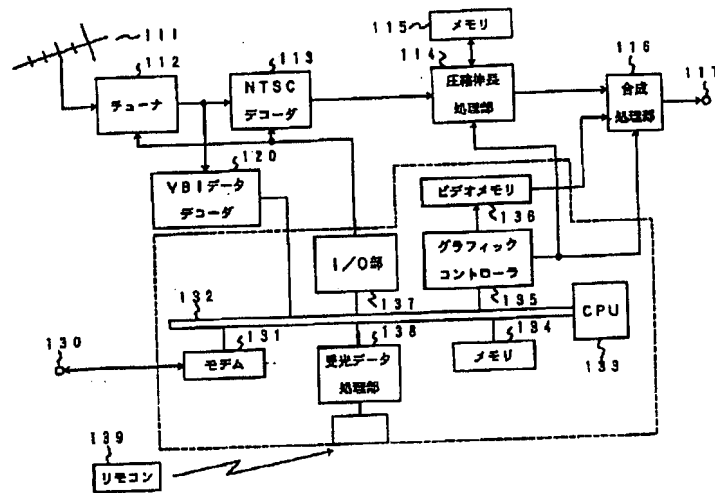 111
112
チューナ
113
NTSC
デコーダ
115
メモリ
114
圧縮伸長
処理部
116
合成
処理部
117
120
VBIデータ
デコーダ
ビデオメモリ
136
I/O部
137
グラフィック
コントローラ
135
132
CPU
133
130
131
モデム
138
受光データ
処理部
134
メモリ
139
リモコン